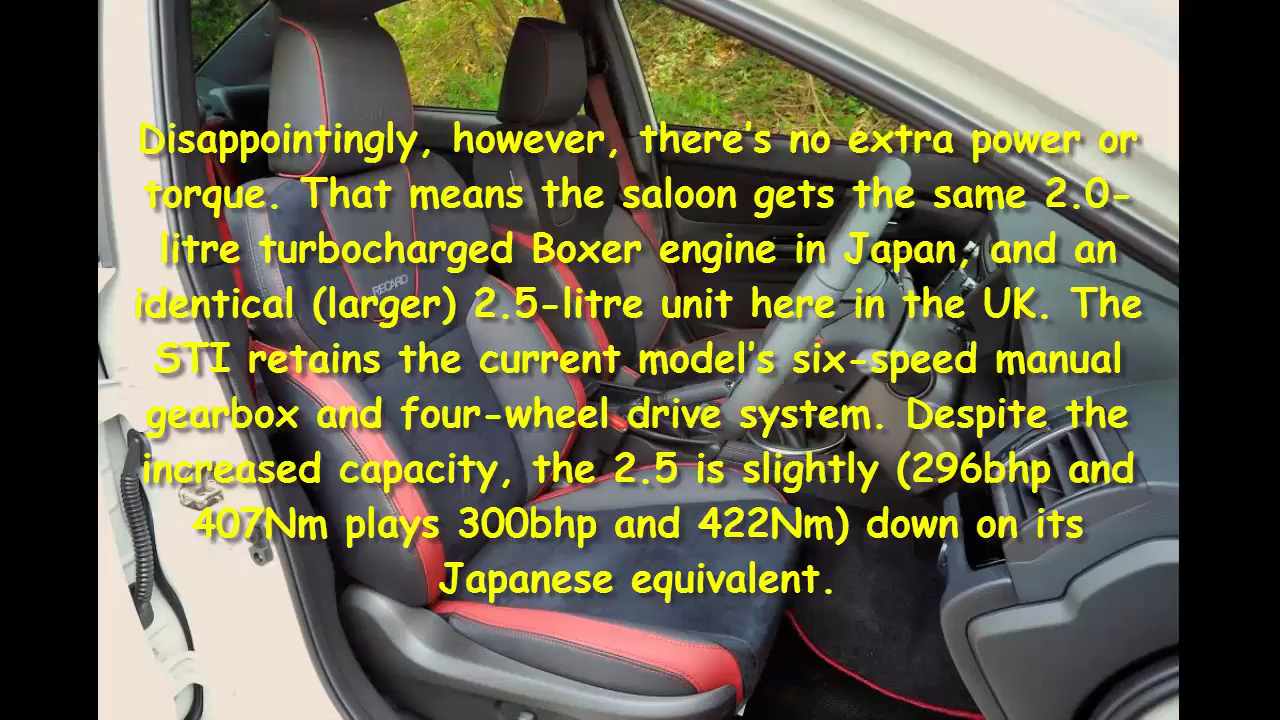 Disappointingly, however, there's no extra power or
torque. That means the saloon gets the same 2.0-
litre turbocharged Boxer engine in Japan, and an
identical (larger) 2.5-litre unit here in the UK. The
STI retains the current model's six-speed manual
gearbox and four-wheel drive system. Despite the
increased capacity, the 2.5 is slightly (296bhp and
407Nm plays 300bhp and 422Nm) down on its
Japanese equivalent.
RECARO